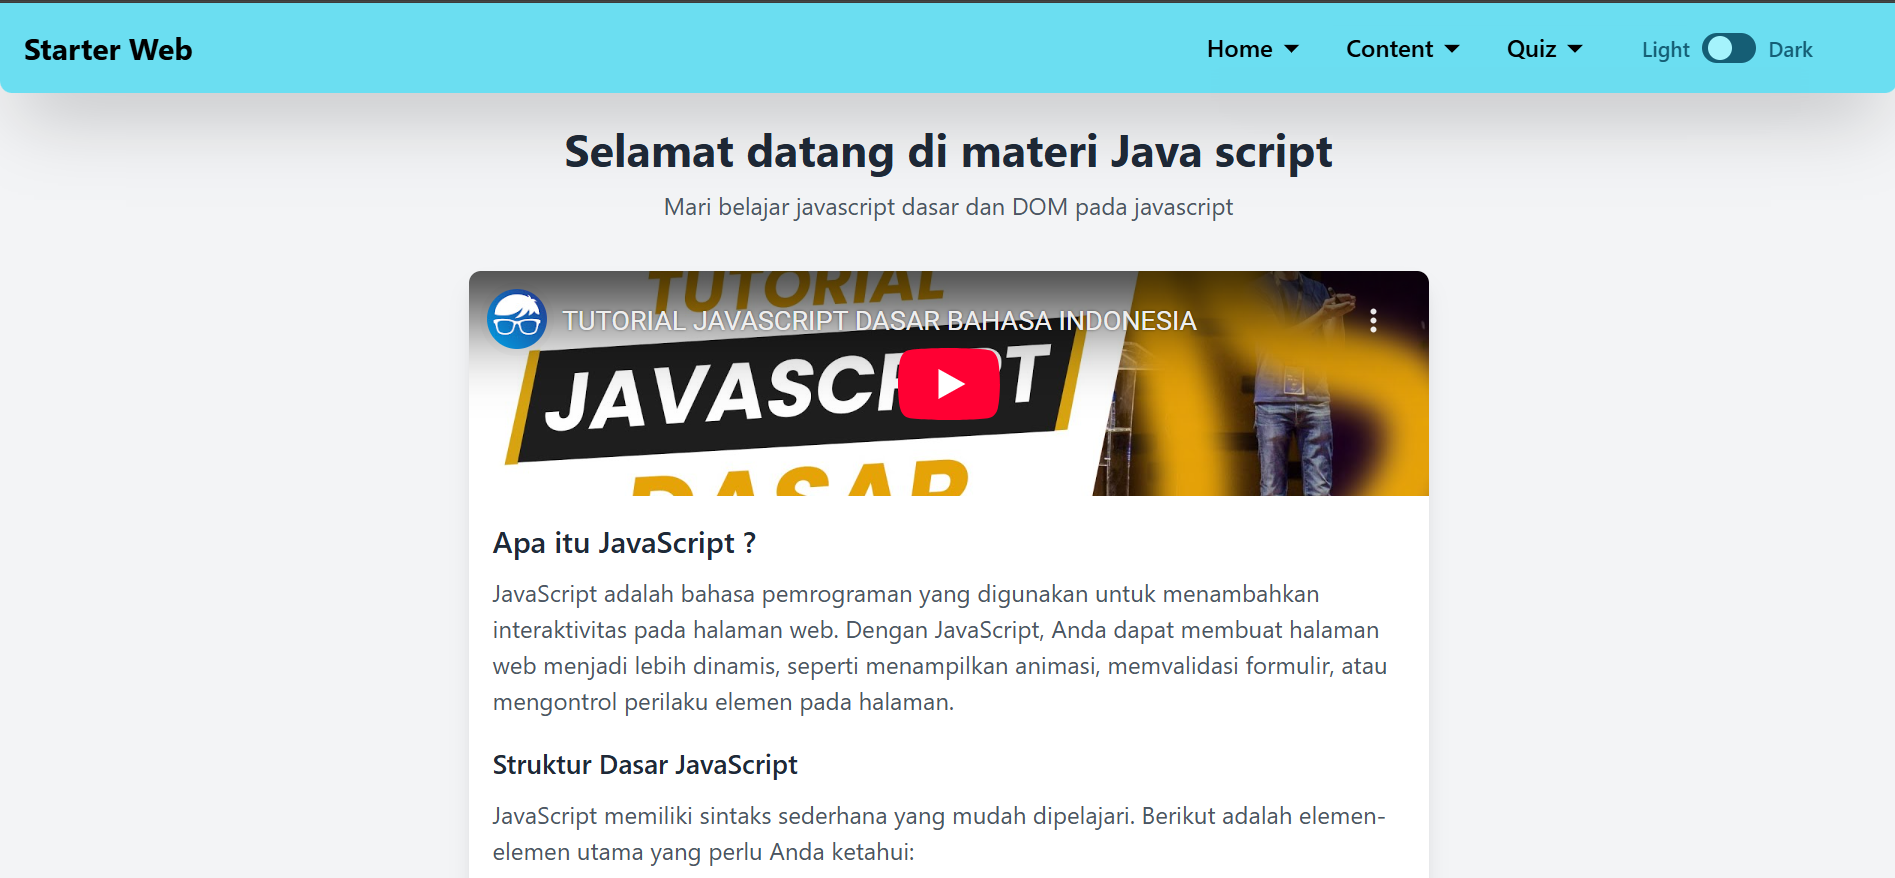 Starter Web
Home
Content
Quiz
Light
Dark
Selamat datang di materi Java script
Mari belajar javascript dasar dan DOM pada javascript
TUTORIAL
TUTORIAL JAVASCRIPT DASAR BAHASA INDONESIA
JAVASCRIPT
DASAR
Apa itu JavaScript ?
JavaScript adalah bahasa pemrograman yang digunakan untuk menambahkan
interaktivitas pada halaman web. Dengan JavaScript, Anda dapat membuat halaman
web menjadi lebih dinamis, seperti menampilkan animasi, memvalidasi formulir, atau
mengontrol perilaku elemen pada halaman.
Struktur Dasar JavaScript
JavaScript memiliki sintaks sederhana yang mudah dipelajari. Berikut adalah elemen-
elemen utama yang perlu Anda ketahui: